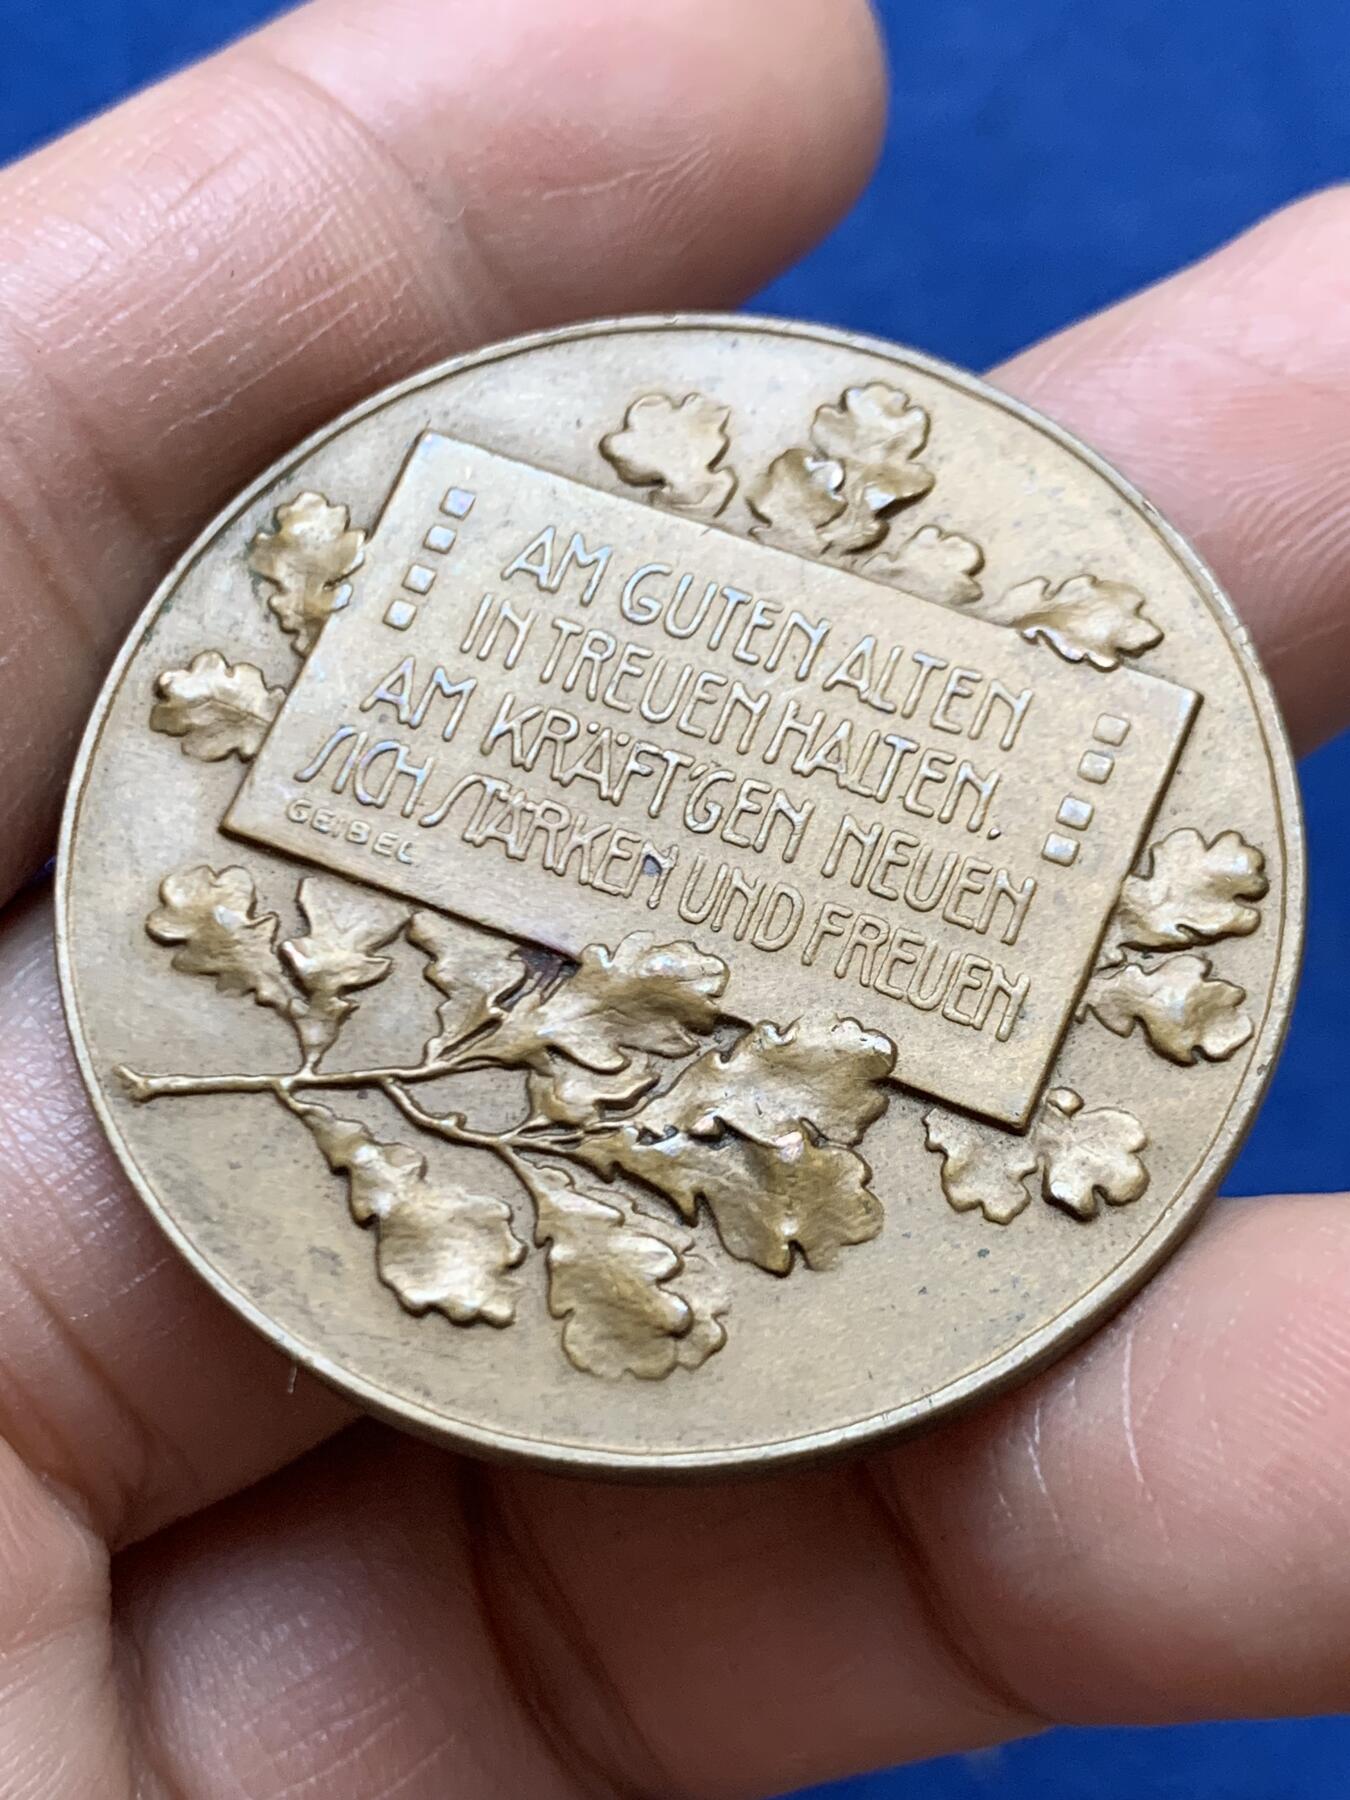 AM GUTEN ALTEN
IN TREUEN HALTEN.
AM KRÄFT'GEN NEUEN
SICH STÄRKEN UND FREUEN
GEIBEL